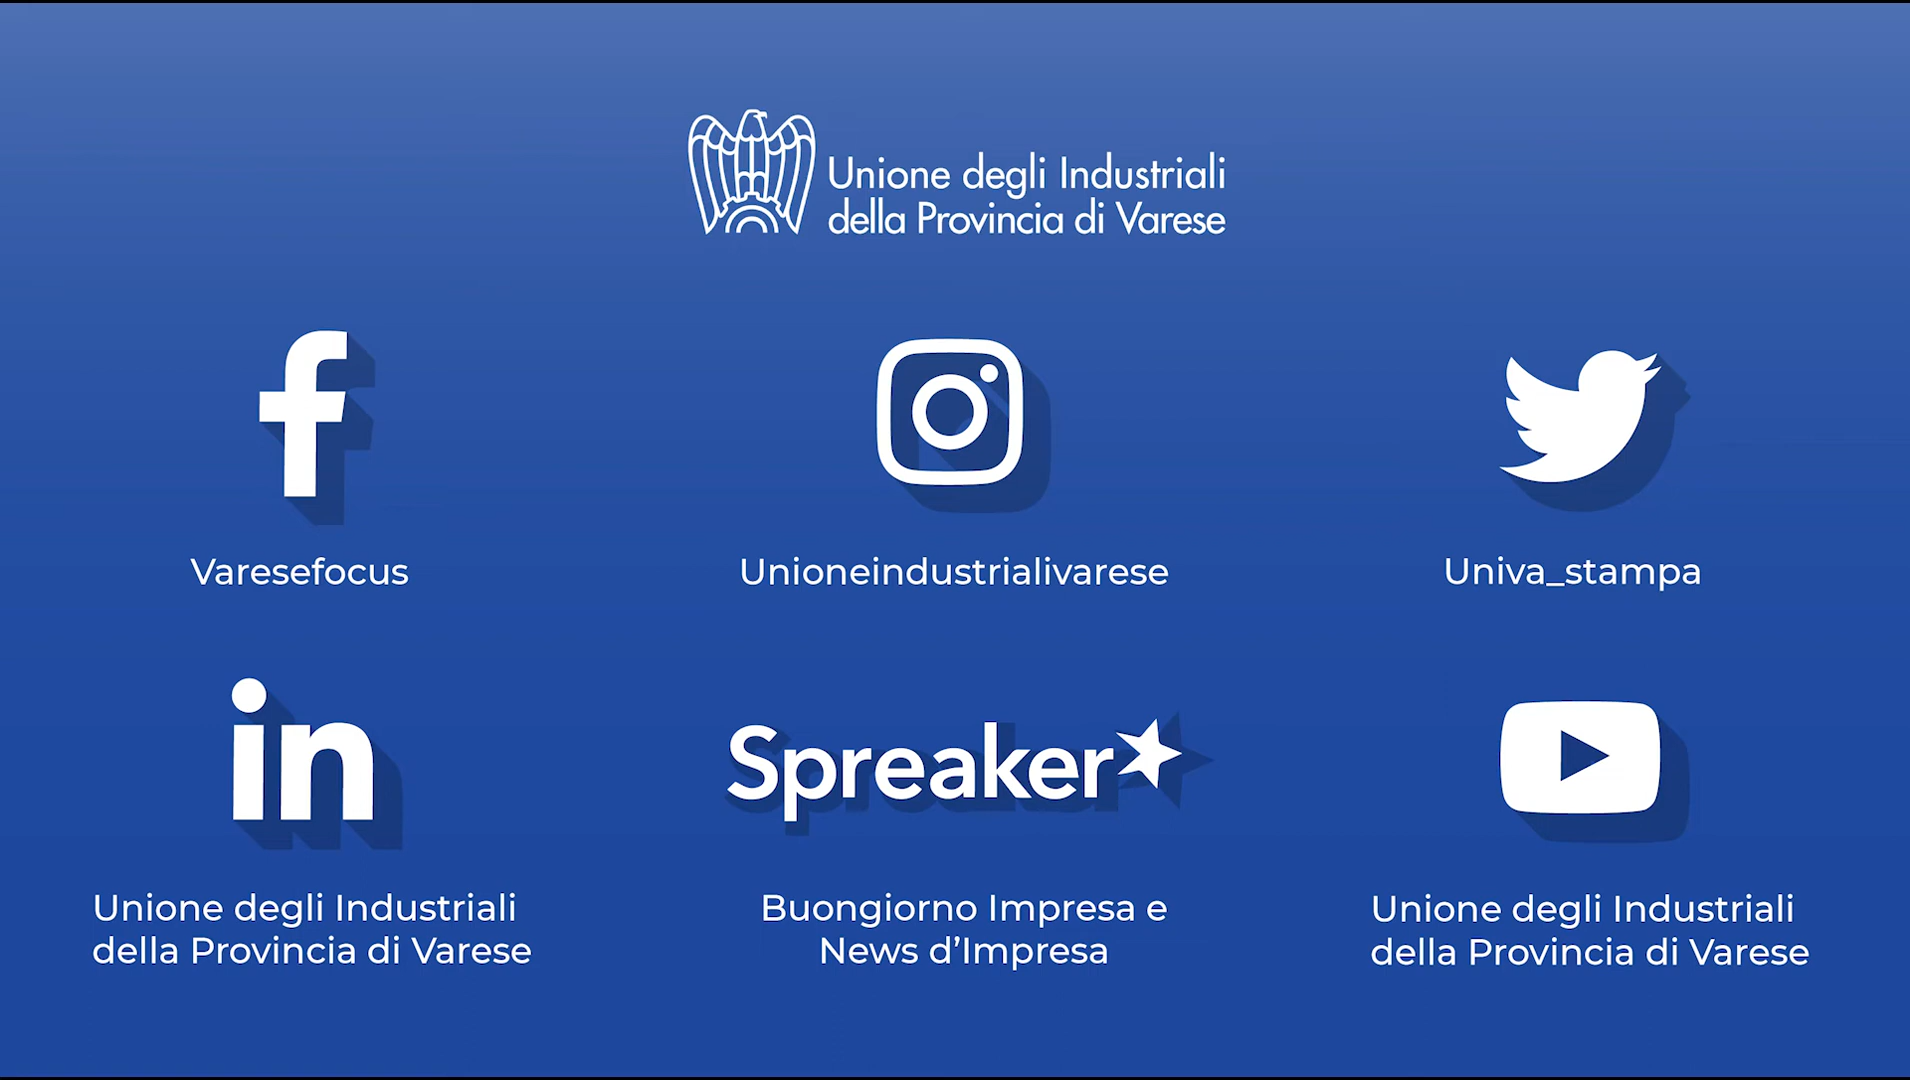 Unione degli Industriali
della Provincia di Varese
Varesefocus
Unioneindustrialivarese
Univa_stampa
in
Spreaker
Unione degli Industriali
della Provincia di Varese
Buongiorno Impresa e
News d’Impresa
Unione degli Industriali
della Provincia di Varese